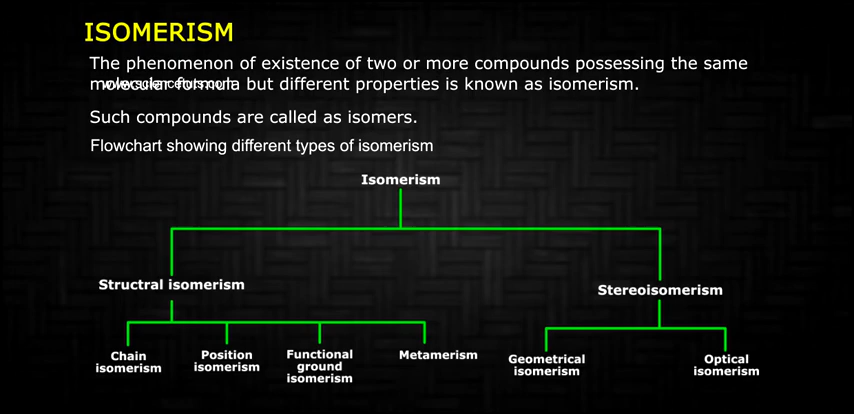 ISOMERISM
The phenomenon of existence of two or more compounds possessing the same
molecular formula but different properties is known as isomerism.
Such compounds are called as isomers.
Flowchart showing different types of isomerism
Isomerism
Structral isomerism
Stereoisomerism
Chain
isomerism
Position
isomerism
Functional
ground
isomerism
Metamerism
Geometrical
isomerism
Optical
isomerism